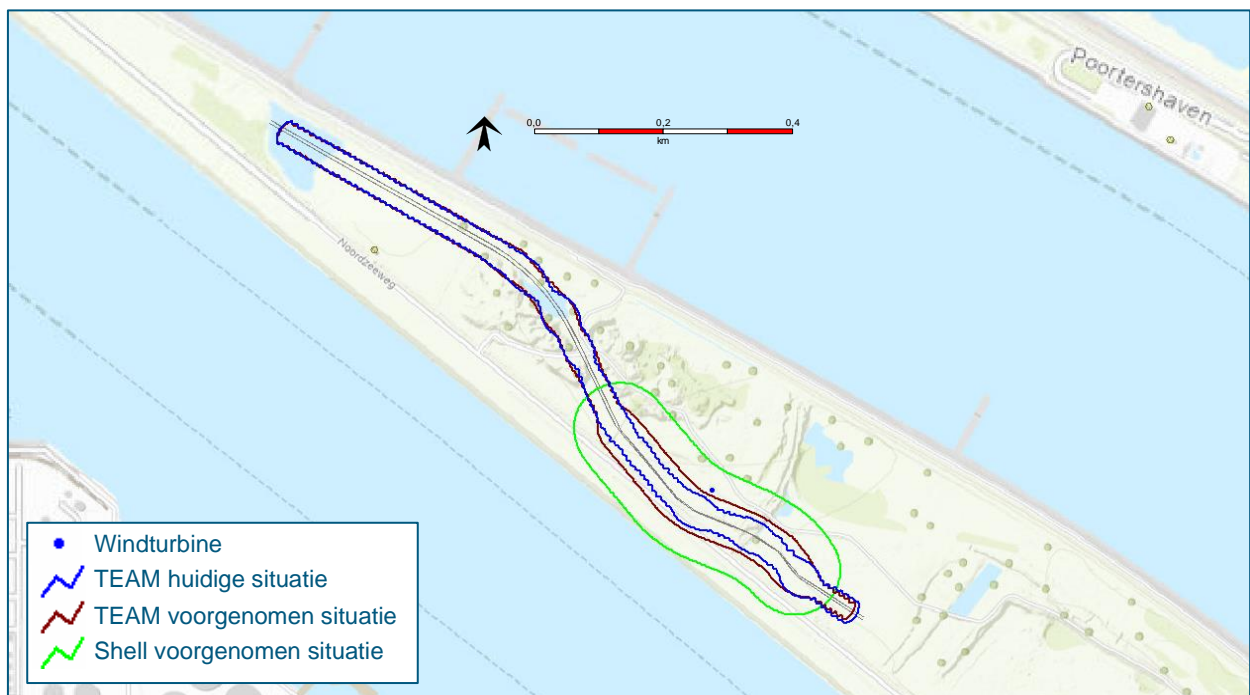 Poortershaven
0,0 0,2 0,4
km
Noordzeeweg
Windturbine
TEAM huidige situatie
TEAM voorgenomen situatie
Shell voorgenomen situatie